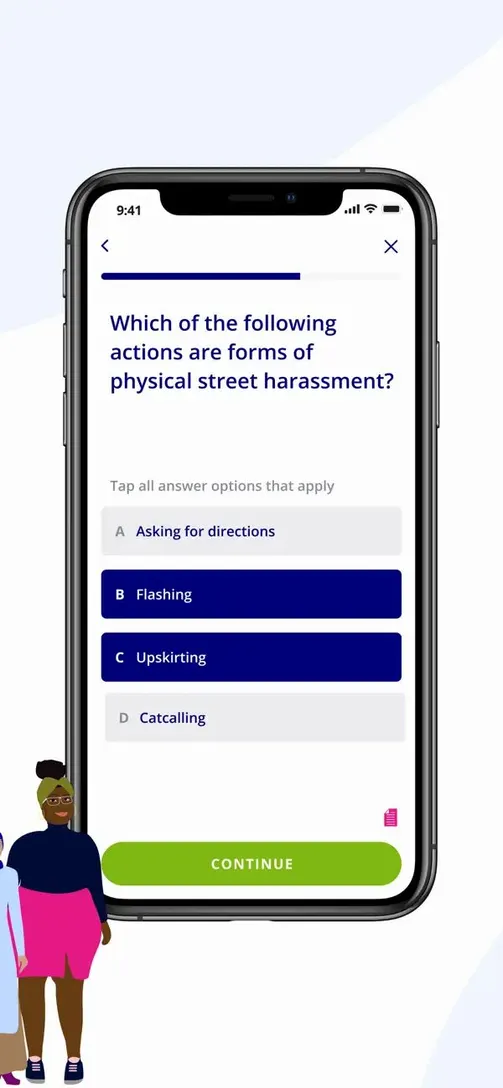 9:41
Which of the following
actions are forms of
physical street harassment?
Tap all answer options that apply
A Asking for directions
B Flashing
C Upskirting
D Catcalling
CONTINUE